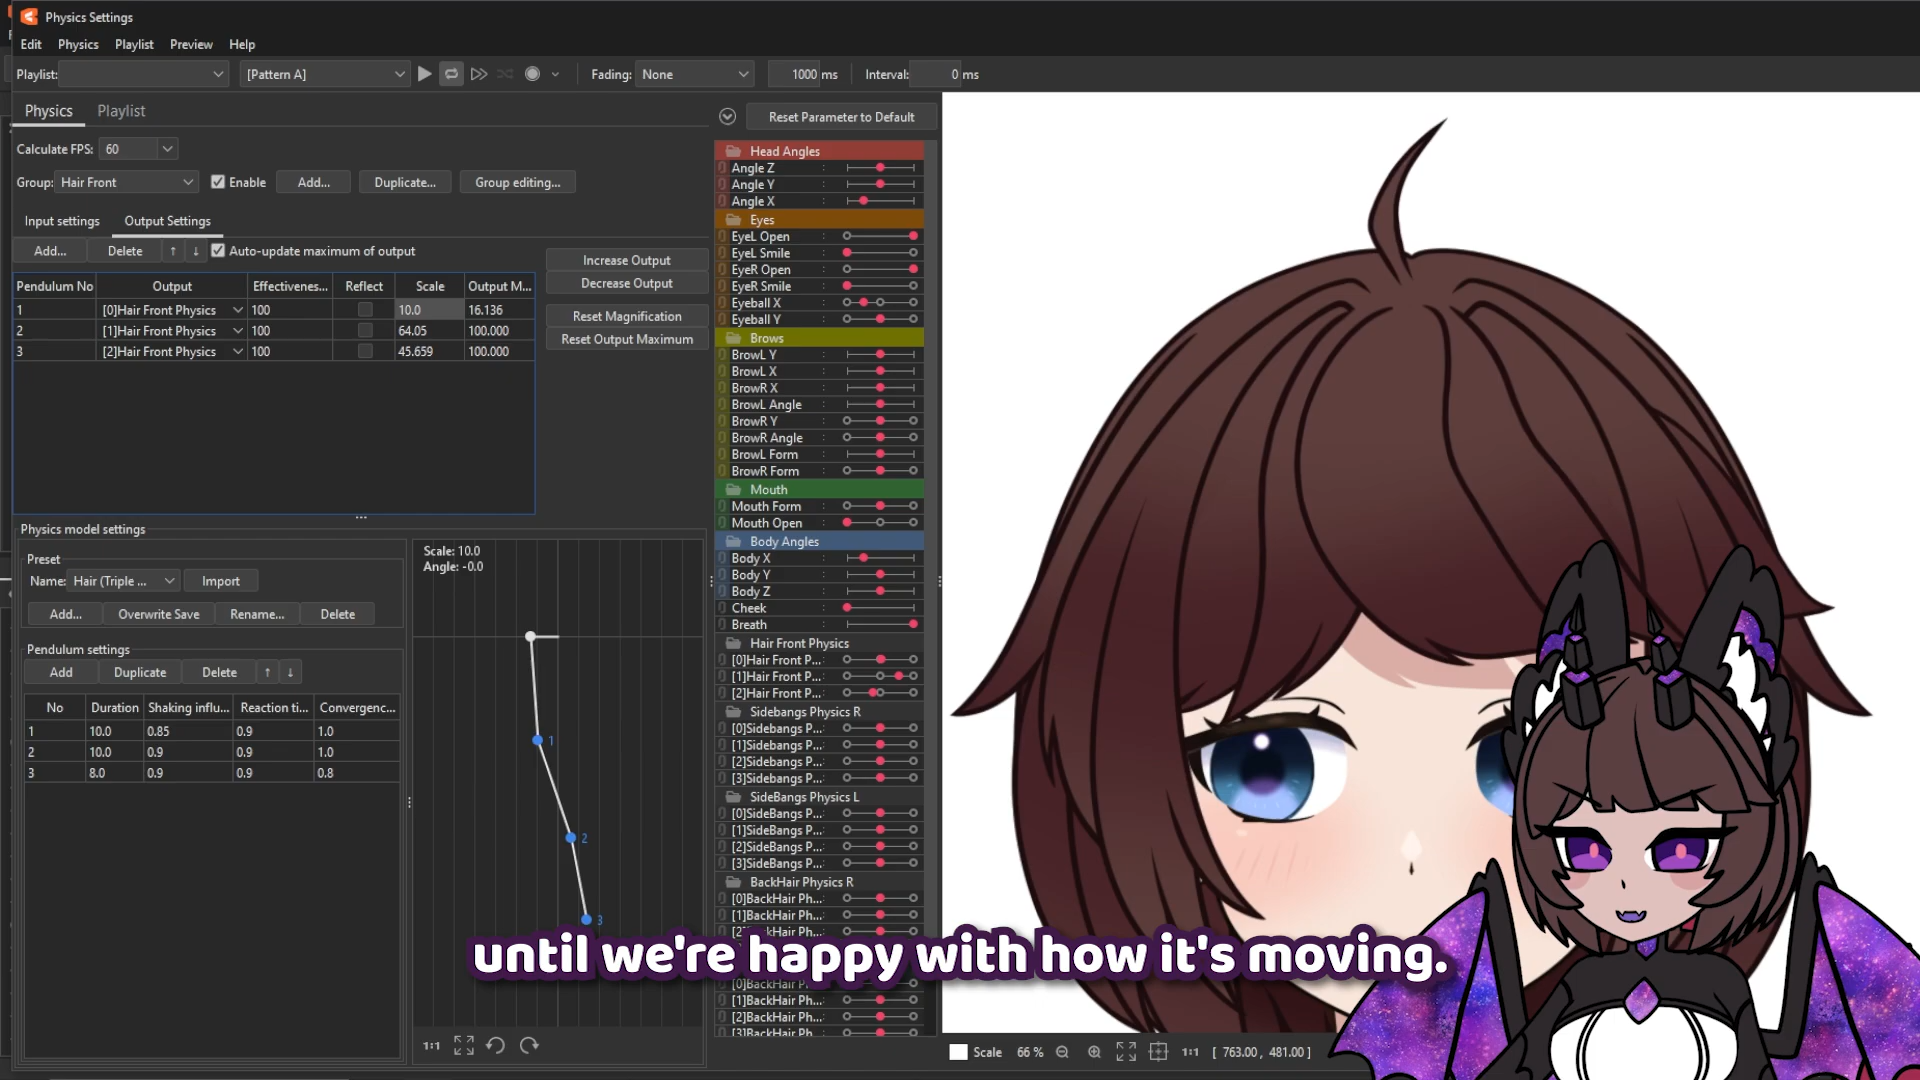 Physics Settings
Edit Physics Playlist Preview Help
Playlist: [Pattern A] Fading: None 1000 ms Interval: 0 ms
Physics Playlist
Calculate FPS: 60
Group: Hair Front Enable Add... Duplicate... Group editing...
Input settings Output Settings
Add... Delete ↑ ↓ Auto-update maximum of output
Increase Output
Decrease Output
Reset Magnification
Reset Output Maximum
Pendulum No Output Effectivenes... Reflect Scale Output M...
1 [0]Hair Front Physics 100 10.0 16.136
2 [1]Hair Front Physics 100 64.05 100.000
3 [2]Hair Front Physics 100 45.659 100.000
Physics model settings
Preset
Name: Hair (Triple ... Import
Add... Overwrite Save Rename... Delete
Pendulum settings
Add Duplicate Delete ↑ ↓
No Duration Shaking influ... Reaction ti... Convergenc...
1 10.0 0.85 0.9 1.0
2 10.0 0.9 0.9 1.0
3 8.0 0.9 0.9 0.8
Scale: 10.0
Angle: -0.0
1
2
3
1:1
Reset Parameter to Default
Head Angles
Angle Z :
Angle Y :
Angle X :
Eyes
EyeL Open :
EyeL Smile :
EyeR Open :
EyeR Smile :
Eyeball X :
Eyeball Y :
Brows
BrowL Y :
BrowL X :
BrowR X :
BrowL Angle :
BrowR Y :
BrowR Angle :
BrowL Form :
BrowR Form :
Mouth
Mouth Form :
Mouth Open :
Body Angles
Body X :
Body Y :
Body Z :
Cheek :
Breath :
Hair Front Physics
[0]Hair Front P...:
[1]Hair Front P...:
[2]Hair Front P...:
Sidebangs Physics R
[0]Sidebangs P...:
[1]Sidebangs P...:
[2]Sidebangs P...:
[3]Sidebangs P...:
SideBangs Physics L
[0]SideBangs P...:
[1]SideBangs P...:
[2]SideBangs P...:
[3]SideBangs P...:
BackHair Physics R
[0]BackHair Ph...:
[1]BackHair Ph...:
[0]BackHair Ph...:
[1]BackHair Ph...:
[2]BackHair Ph...:
[3]BackHair Ph...:
until we're happy with how it's moving.
Scale 66 % 1:1 [ 763.00 , 481.00 ]